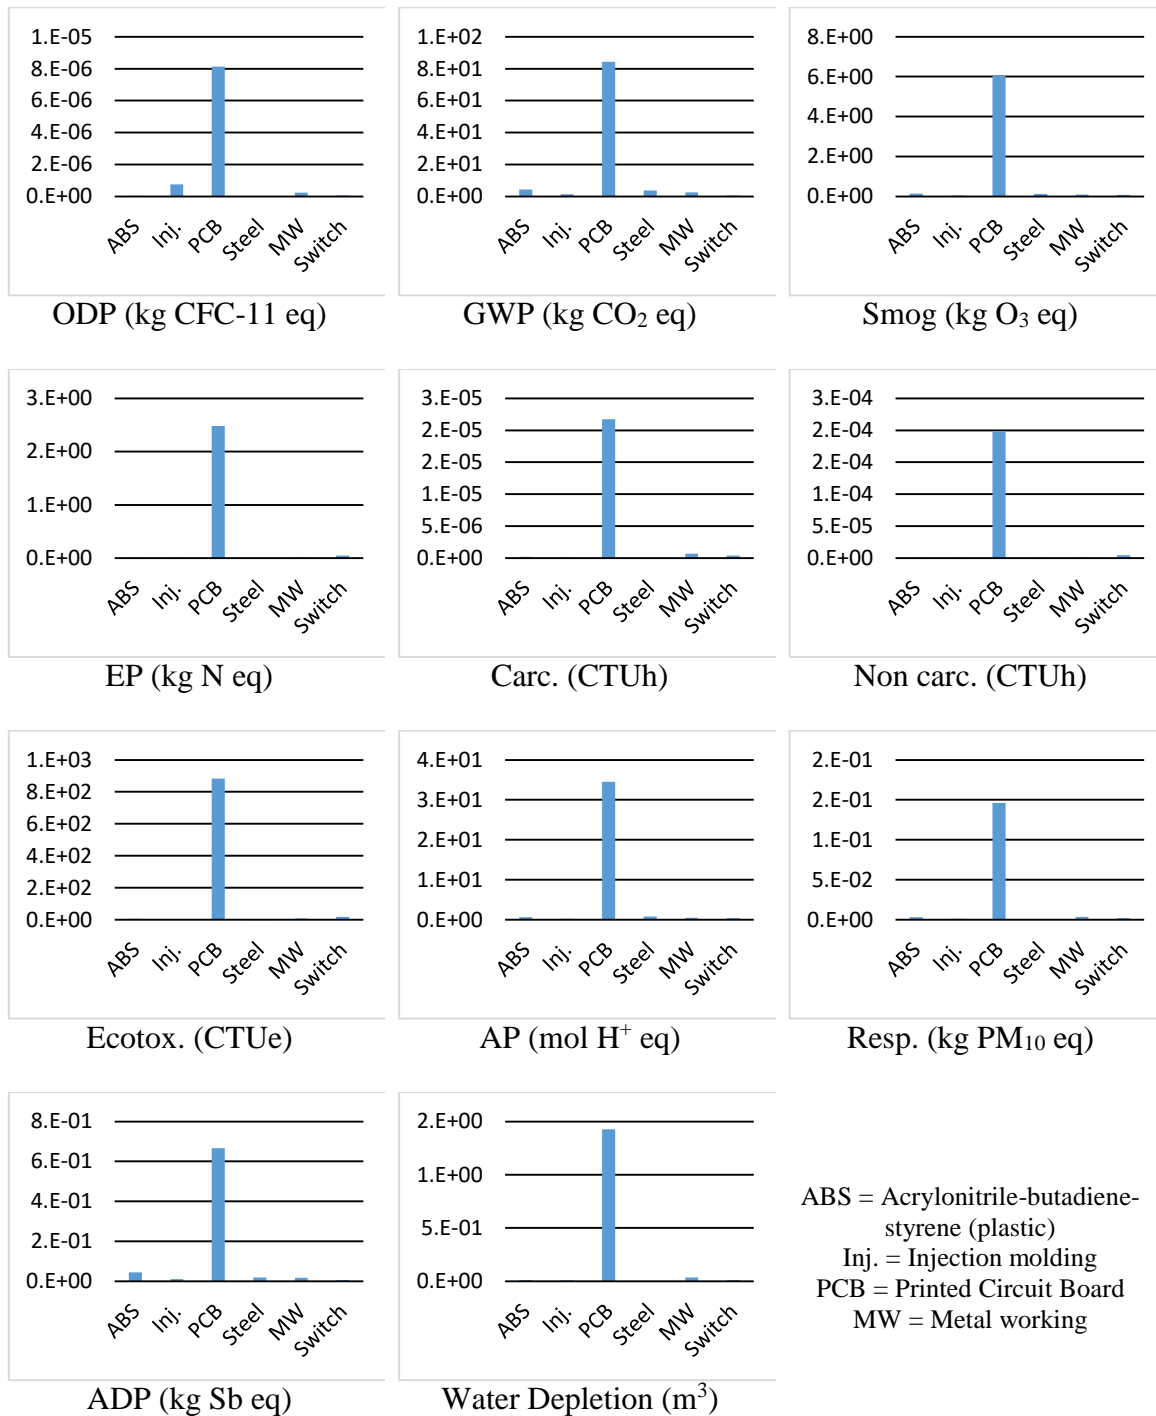 1.E-05
8.E-06
6.E-06
4.E-06
2.E-06
0.E+00
ABS
Inj.
PCB
Steel
MW
Switch
ODP (kg CFC-11 eq)
1.E+02
8.E+01
6.E+01
4.E+01
2.E+01
0.E+00
ABS
Inj.
PCB
Steel
MW
Switch
GWP (kg CO₂ eq)
8.E+00
6.E+00
4.E+00
2.E+00
0.E+00
ABS
Inj.
PCB
Steel
MW
Switch
Smog (kg O₃ eq)
3.E+00
2.E+00
1.E+00
0.E+00
ABS
Inj.
PCB
Steel
MW
Switch
EP (kg N eq)
3.E-05
2.E-05
2.E-05
1.E-05
5.E-06
0.E+00
ABS
Inj.
PCB
Steel
MW
Switch
Carc. (CTUh)
3.E-04
2.E-04
2.E-04
1.E-04
5.E-05
0.E+00
ABS
Inj.
PCB
Steel
MW
Switch
Non carc. (CTUh)
1.E+03
8.E+02
6.E+02
4.E+02
2.E+02
0.E+00
ABS
Inj.
PCB
Steel
MW
Switch
Ecotox. (CTUe)
4.E+01
3.E+01
2.E+01
1.E+01
0.E+00
ABS
Inj.
PCB
Steel
MW
Switch
AP (mol H⁺ eq)
2.E-01
2.E-01
1.E-01
5.E-02
0.E+00
ABS
Inj.
PCB
Steel
MW
Switch
Resp. (kg PM₁₀ eq)
8.E-01
6.E-01
4.E-01
2.E-01
0.E+00
ABS
Inj.
PCB
Steel
MW
Switch
ADP (kg Sb eq)
2.E+00
1.E+00
5.E-01
0.E+00
ABS
Inj.
PCB
Steel
MW
Switch
Water Depletion (m³)
ABS = Acrylonitrile-butadiene-
styrene (plastic)
Inj. = Injection molding
PCB = Printed Circuit Board
MW = Metal working